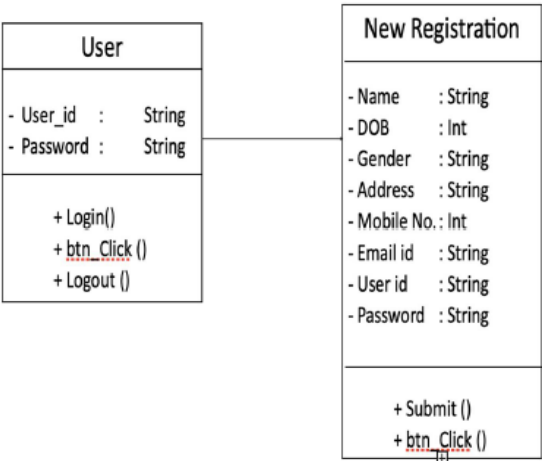 User
- User_id : String
- Password : String
+ Login()
+ btn_Click ()
+ Logout ()
New Registration
- Name : String
- DOB : Int
- Gender : String
- Address : String
- Mobile No. : Int
- Email id : String
- User id : String
- Password : String
+ Submit ()
+ btn_Click ()